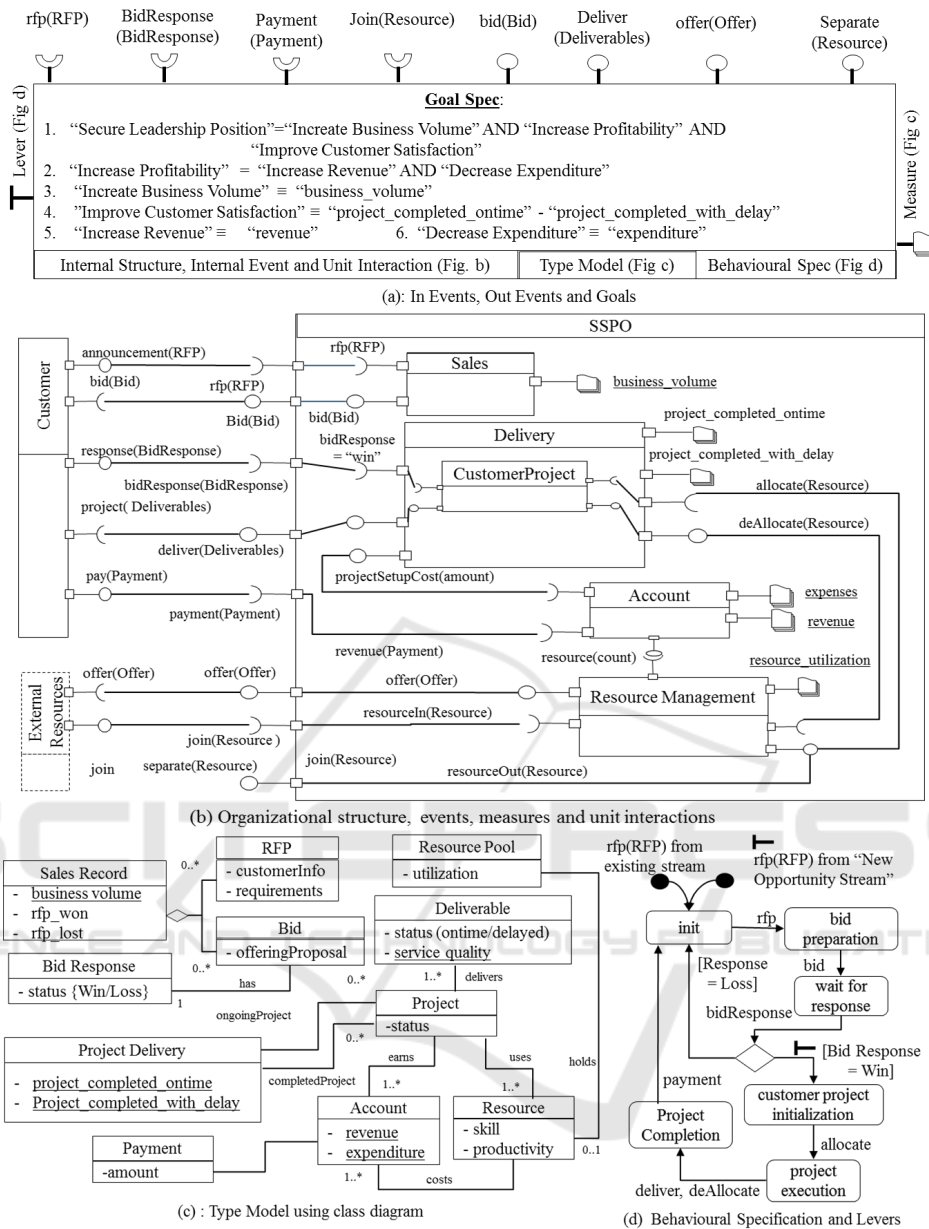 rfp(RFP)
BidResponse
(BidResponse)
Payment
(Payment)
Join(Resource)
bid(Bid)
Deliver
(Deliverables)
offer(Offer)
Separate
(Resource)
Lever (Fig d)
Goal Spec:
1. “Secure Leadership Position”=“Increate Business Volume” AND “Increase Profitability” AND
“Improve Customer Satisfaction”
2. “Increase Profitability” = “Increase Revenue” AND “Decrease Expenditure”
3. “Increate Business Volume” ≡ “business_volume”
4. ”Improve Customer Satisfaction” ≡ “project_completed_ontime” - “project_completed_with_delay”
5. “Increase Revenue” ≡ “revenue” 6. “Decrease Expenditure” ≡ “expenditure”
Measure (Fig c)
Internal Structure, Internal Event and Unit Interaction (Fig. b)
Type Model (Fig c)
Behavioural Spec (Fig d)
(a): In Events, Out Events and Goals
SSPO
Customer
announcement(RFP)
rfp(RFP)
Sales
bid(Bid)
rfp(RFP)
Bid(Bid)
bid(Bid)
business_volume
project_completed_ontime
Delivery
bidResponse
= “win”
response(BidResponse)
project_completed_with_delay
CustomerProject
bidResponse(BidResponse)
allocate(Resource)
project( Deliverables)
deAllocate(Resource)
deliver(Deliverables)
pay(Payment)
projectSetupCost(amount)
Account
expenses
payment(Payment)
revenue
revenue(Payment)
resource(count)
resource_utilization
External
Resources
offer(Offer)
offer(Offer)
offer(Offer)
Resource Management
resourceIn(Resource)
join(Resource )
join
separate(Resource)
join(Resource)
resourceOut(Resource)
(b) Organizational structure, events, measures and unit interactions
SCITEPRESS
SCIENCE AND TECHNOLOGY PUBLICATIONS
Sales Record
- business volume
- rfp_won
- rfp_lost
0..*
RFP
- customerInfo
- requirements
Resource Pool
- utilization
Bid
- offeringProposal
0..*
Deliverable
- status (ontime/delayed)
- service quality
0..*
1..*
delivers
Bid Response
- status {Win/Loss}
1
has
ongoingProject
Project
-status
0..*
Project Delivery
- project_completed_ontime
- Project_completed_with_delay
completedProject
earns
uses
holds
1..*
1..*
Account
- revenue
- expenditure
Resource
- skill
- productivity
0..1
Payment
-amount
1..*
costs
(c) : Type Model using class diagram
rfp(RFP) from
existing stream
rfp(RFP) from “New
Opportunity Stream”
init
rfp
bid
preparation
[Response
= Loss]
bid
wait for
response
bidResponse
[Bid Response
= Win]
payment
customer project
initialization
Project
Completion
allocate
project
execution
deliver, deAllocate
(d) Behavioural Specification and Levers